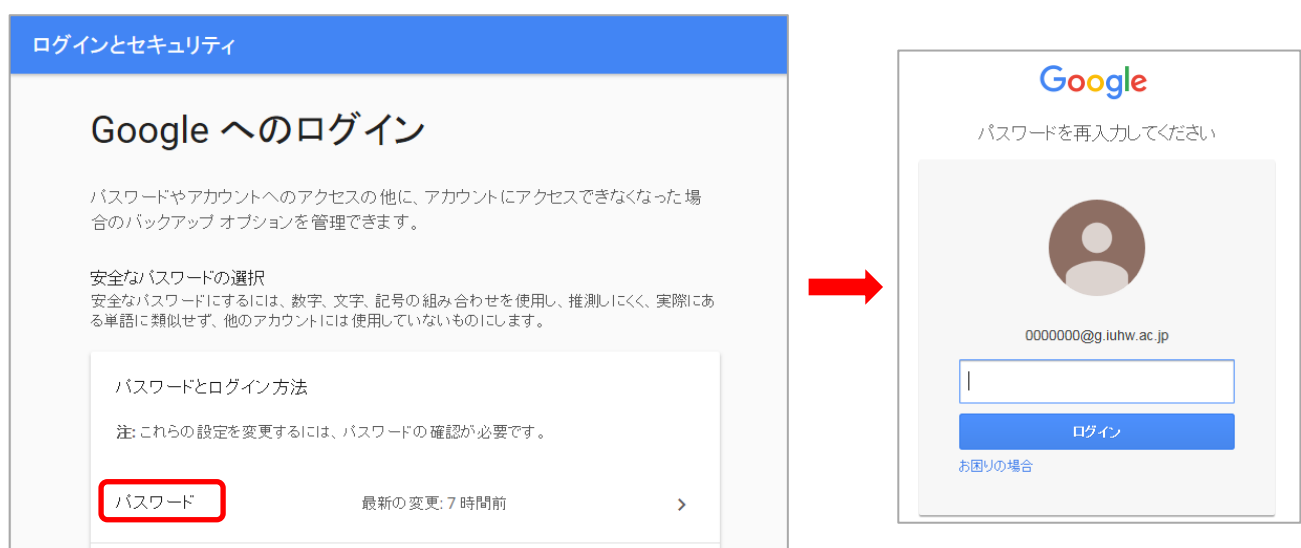 ログインとセキュリティ
Google へのログイン
パスワードやアカウントへのアクセスの他に、アカウントにアクセスできなくなった場
合のバックアップ オプションを管理できます。
安全なパスワードの選択
安全なパスワードにするには、数字、文字、記号の組み合わせを使用し、推測しにくく、実際にあ
る単語に類似せず、他のアカウントには使用していないものにします。
パスワードとログイン方法
注: これらの設定を変更するには、パスワードの確認が必要です。
パスワード 最新の変更: 7 時間前
Google
パスワードを再入力してください
0000000@g.iuhw.ac.jp
ログイン
お困りの場合